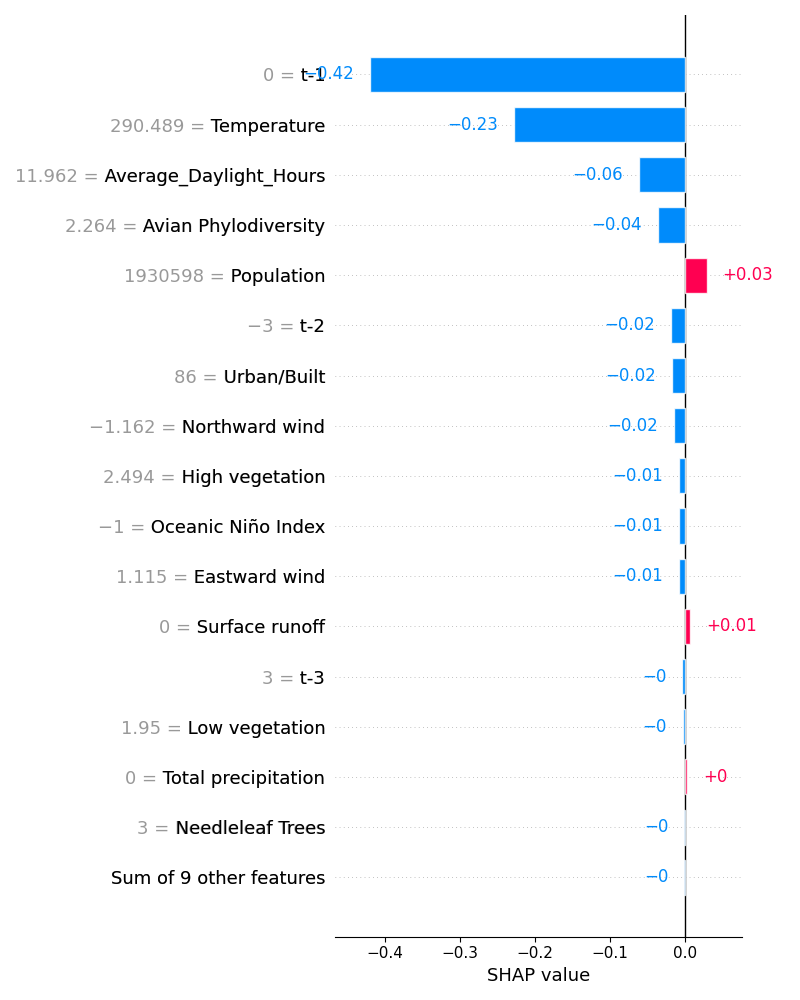 0 = t-1 −0.42
290.489 = Temperature −0.23
11.962 = Average_Daylight_Hours −0.06
2.264 = Avian Phylodiversity −0.04
1930598 = Population +0.03
−3 = t-2 −0.02
86 = Urban/Built −0.02
−1.162 = Northward wind −0.02
2.494 = High vegetation −0.01
−1 = Oceanic Niño Index −0.01
1.115 = Eastward wind −0.01
0 = Surface runoff +0.01
3 = t-3 −0
1.95 = Low vegetation −0
0 = Total precipitation +0
3 = Needleleaf Trees −0
Sum of 9 other features −0
−0.4 −0.3 −0.2 −0.1 0.0
SHAP value